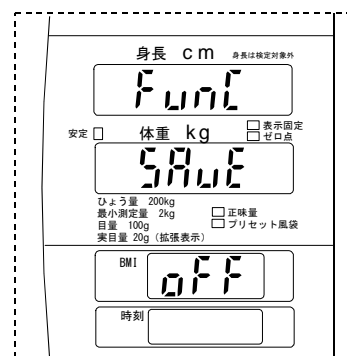 身長 cm 身長は検定対象外
FunC
安定 体重 kg 表示固定
ゼロ点
SAvE
ひょう量 200kg
最小測定量 2kg 正味量
目量 100g プリセット風袋
実目量 20g (拡張表示)
BMI oFF
時刻